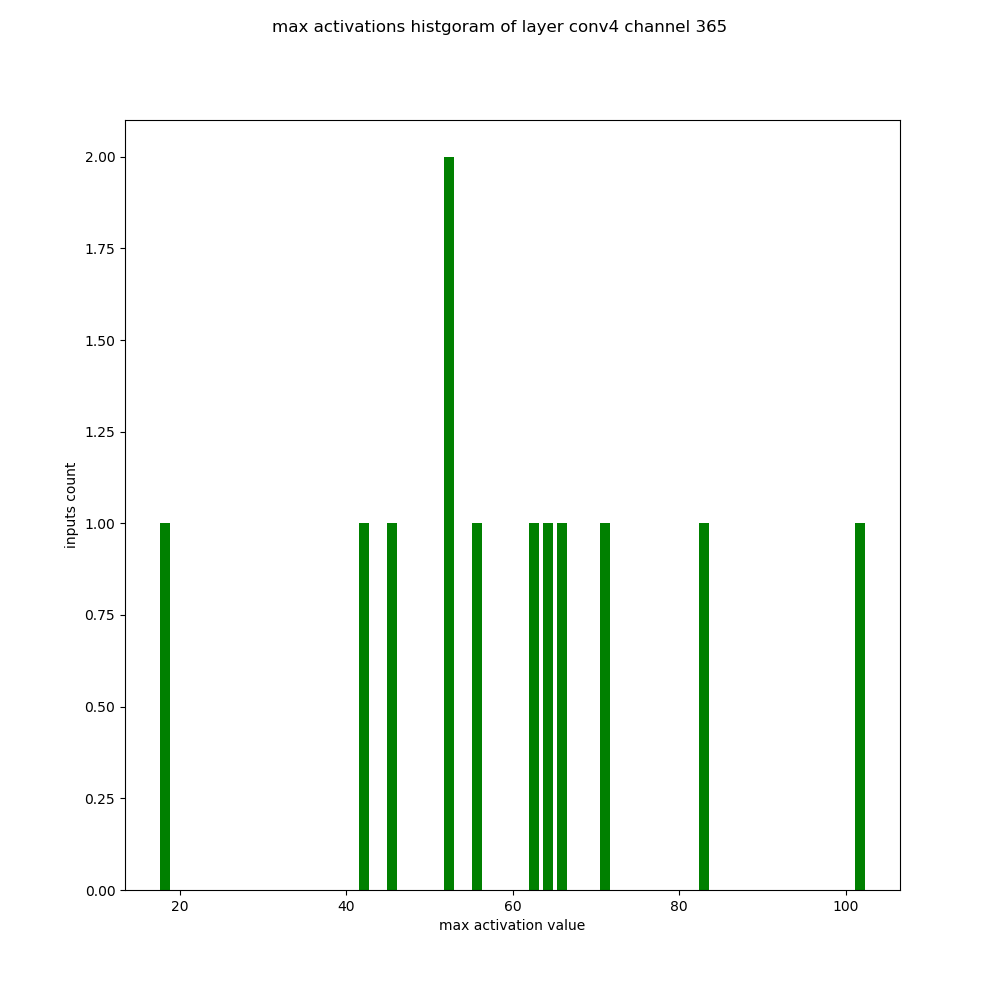 max activations histgoram of layer conv4 channel 365
2.00
1.75
1.50
1.25
1.00
0.75
0.50
0.25
0.00
inputs count
20 40 60 80 100
max activation value